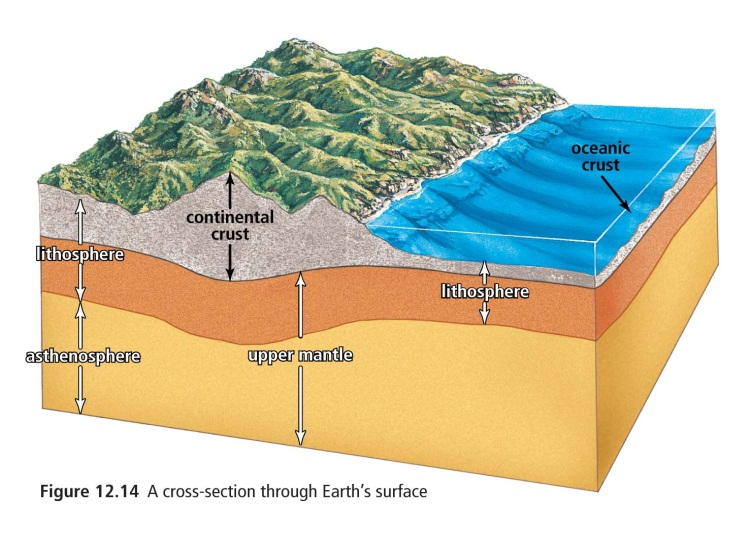 oceanic
crust
continental
crust
lithosphere
lithosphere
asthenosphere
upper mantle
Figure 12.14 A cross-section through Earth's surface